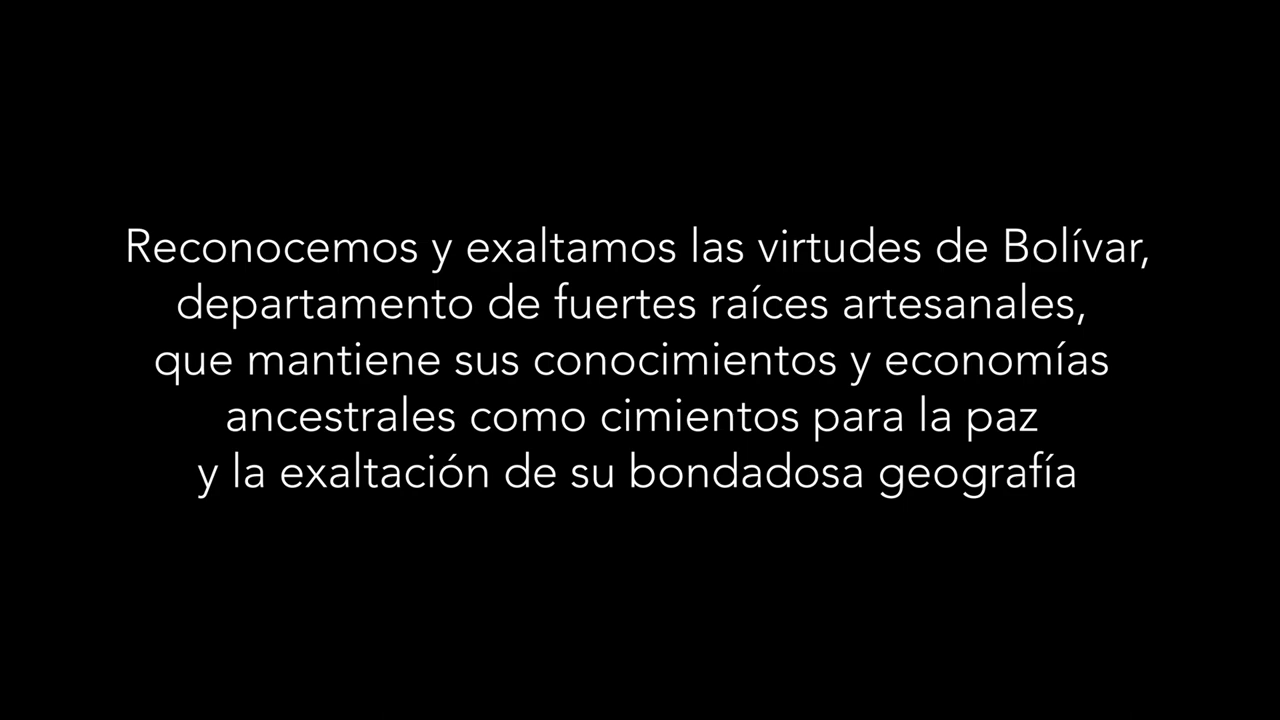 Reconocemos y exaltamos las virtudes de Bolívar,
departamento de fuertes raíces artesanales,
que mantiene sus conocimientos y economías
ancestrales como cimientos para la paz
y la exaltación de su bondadosa geografía